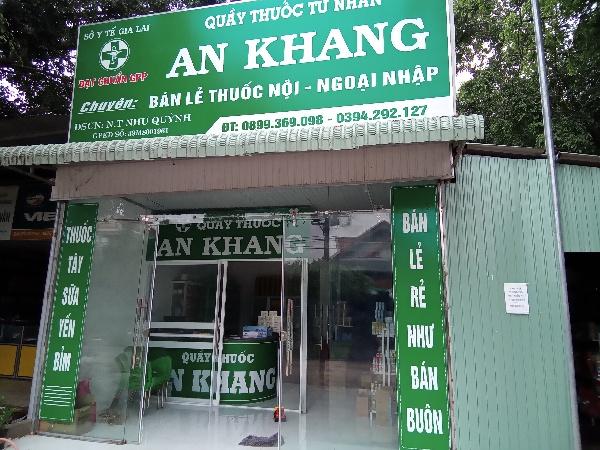 SỞ Y TẾ GIA LAI
QUẦY THUỐC TƯ NHÂN
AN KHANG
ĐẠT CHUẨN GPP
Chuyên: BÁN LẺ THUỐC NỘI - NGOẠI NHẬP
DSCN: N.T NHƯ QUỲNH
ĐT: 0899.369.098 - 0394.292.127
THUỐC
TÂY
SỮA
YẾN
BỈM
QUẦY THUỐC
AN KHANG
QUẦY THUỐC
AN KHANG
BÁN
LẺ
RẺ
NHƯ
BÁN
BUÔN